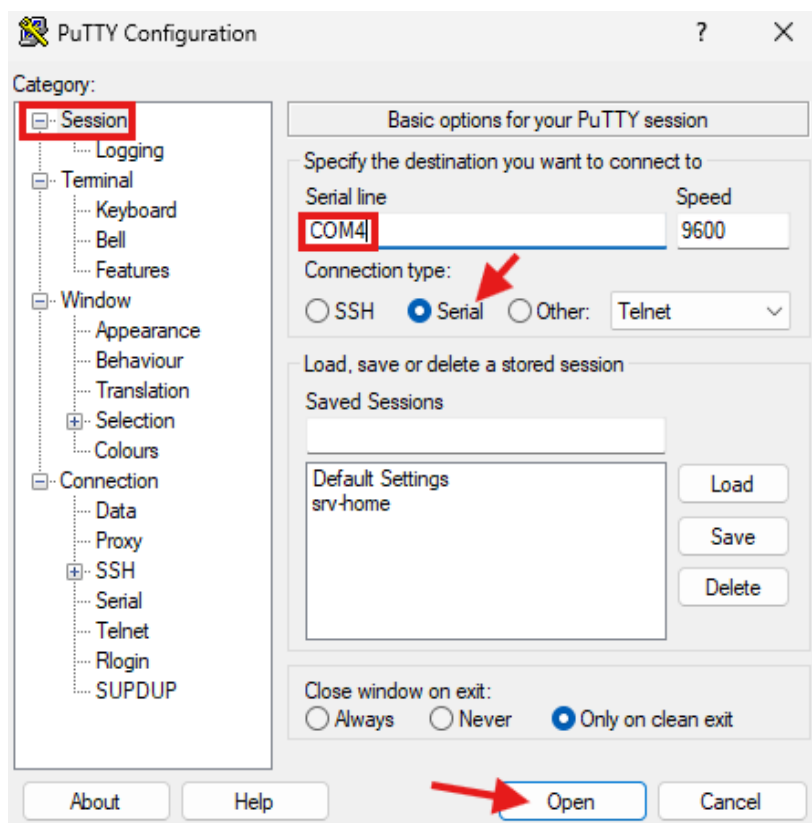 PuTTY Configuration
?
Category:
Session
Logging
Terminal
Keyboard
Bell
Features
Window
Appearance
Behaviour
Translation
Selection
Colours
Connection
Data
Proxy
SSH
Serial
Telnet
Rlogin
SUPDUP
Basic options for your PuTTY session
Specify the destination you want to connect to
Serial line Speed
COM4 9600
Connection type:
SSH Serial Other: Telnet
Load, save or delete a stored session
Saved Sessions
Default Settings
srv-home
Load
Save
Delete
Close window on exit:
Always Never Only on clean exit
About Help Open Cancel